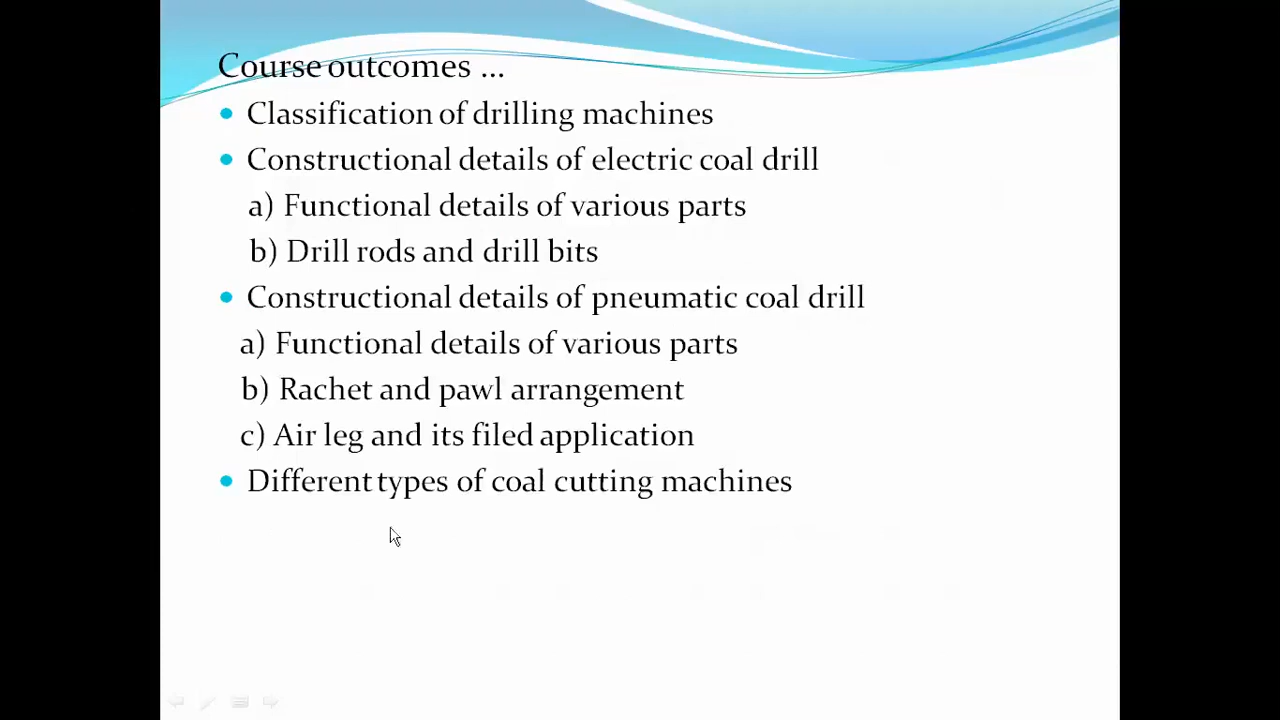 Course outcomes ...
• Classification of drilling machines
• Constructional details of electric coal drill
a) Functional details of various parts
b) Drill rods and drill bits
• Constructional details of pneumatic coal drill
a) Functional details of various parts
b) Rachet and pawl arrangement
c) Air leg and its filed application
• Different types of coal cutting machines